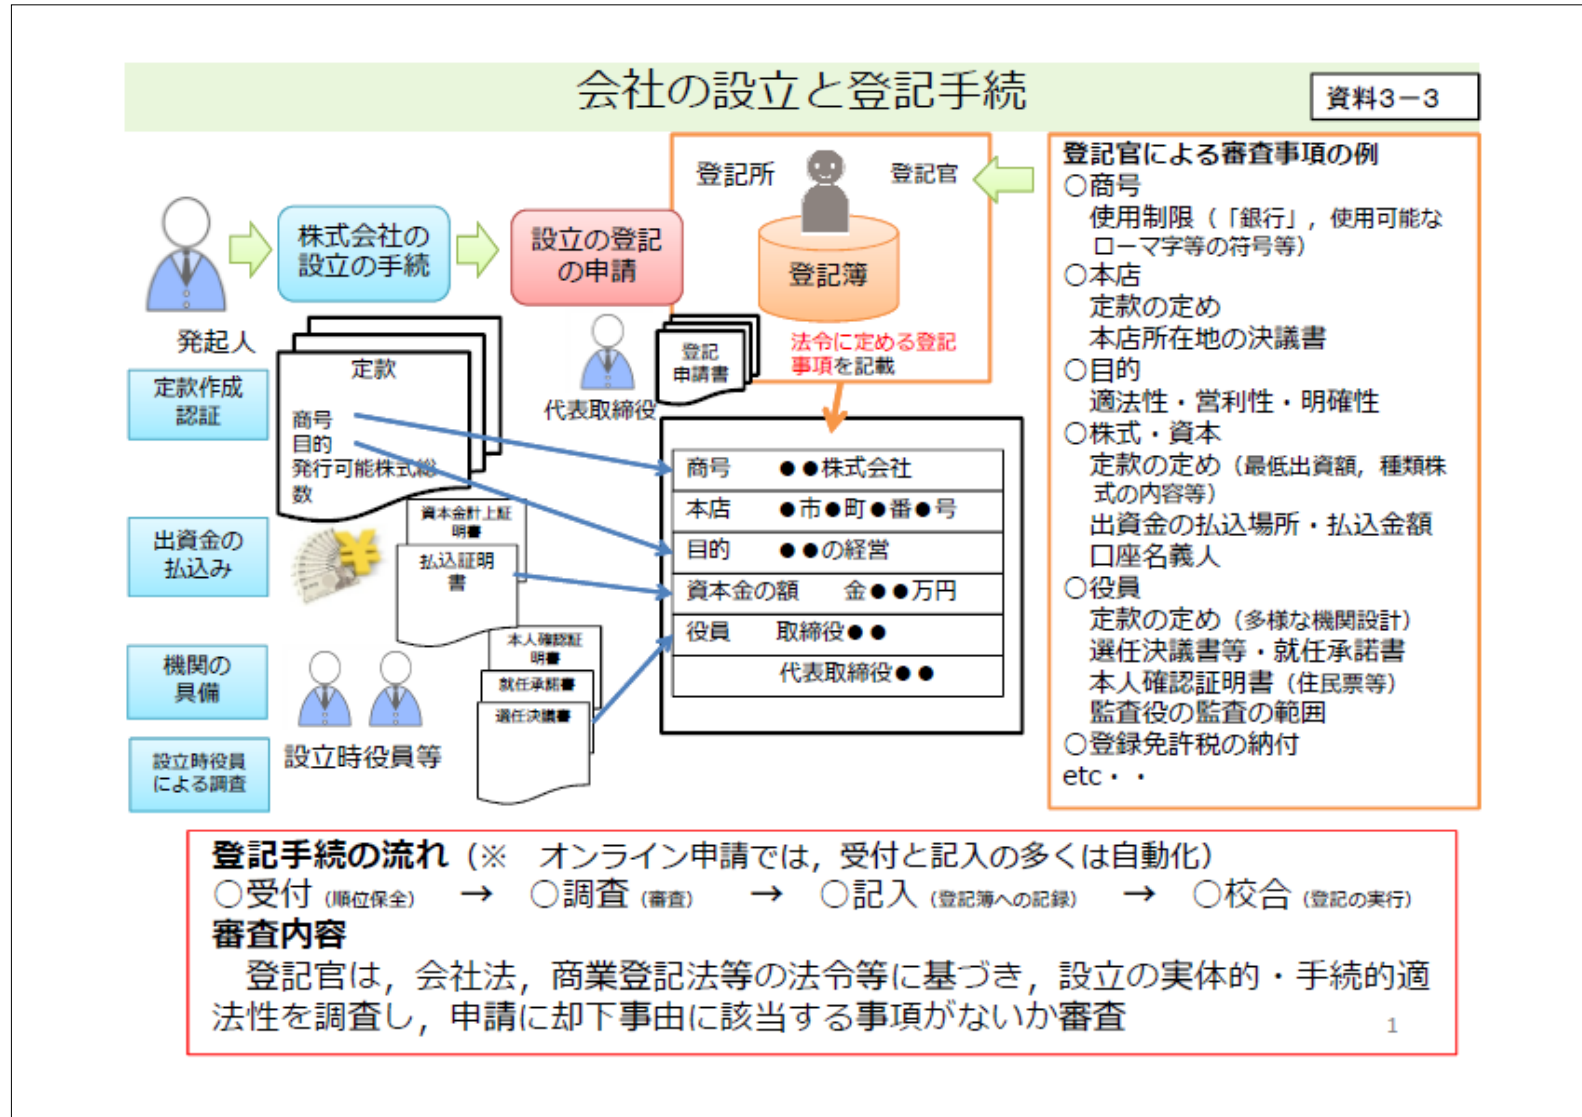 会社の設立と登記手続
資料3－3
発起人
株式会社の
設立の手続
設立の登記
の申請
登記所
登記官
登記簿
法令に定める登記
事項を記載
代表取締役
登記
申請書
定款作成
認証
定款
商号
目的
発行可能株式総
数
出資金の
払込み
資本金計上証
明書
払込証明
書
機関の
具備
設立時役員
による調査
設立時役員等
本人確認証
明書
就任承諾書
選任決議書
商号　●●株式会社
本店　●市●町●番●号
目的　●●の経営
資本金の額　金●●万円
役員　取締役●●
代表取締役●●
登記官による審査事項の例
○商号
使用制限（「銀行」，使用可能な
ローマ字等の符号等）
○本店
定款の定め
本店所在地の決議書
○目的
適法性・営利性・明確性
○株式・資本
定款の定め（最低出資額，種類株
式の内容等）
出資金の払込場所・払込金額
口座名義人
○役員
定款の定め（多様な機関設計）
選任決議書等・就任承諾書
本人確認証明書（住民票等）
監査役の監査の範囲
○登録免許税の納付
etc・・
登記手続の流れ（※　オンライン申請では，受付と記入の多くは自動化）
○受付（順位保全）　→　○調査（審査）　→　○記入（登記簿への記録）　→　○校合（登記の実行）
審査内容
登記官は，会社法，商業登記法等の法令等に基づき，設立の実体的・手続的適
法性を調査し，申請に却下事由に該当する事項がないか審査
1